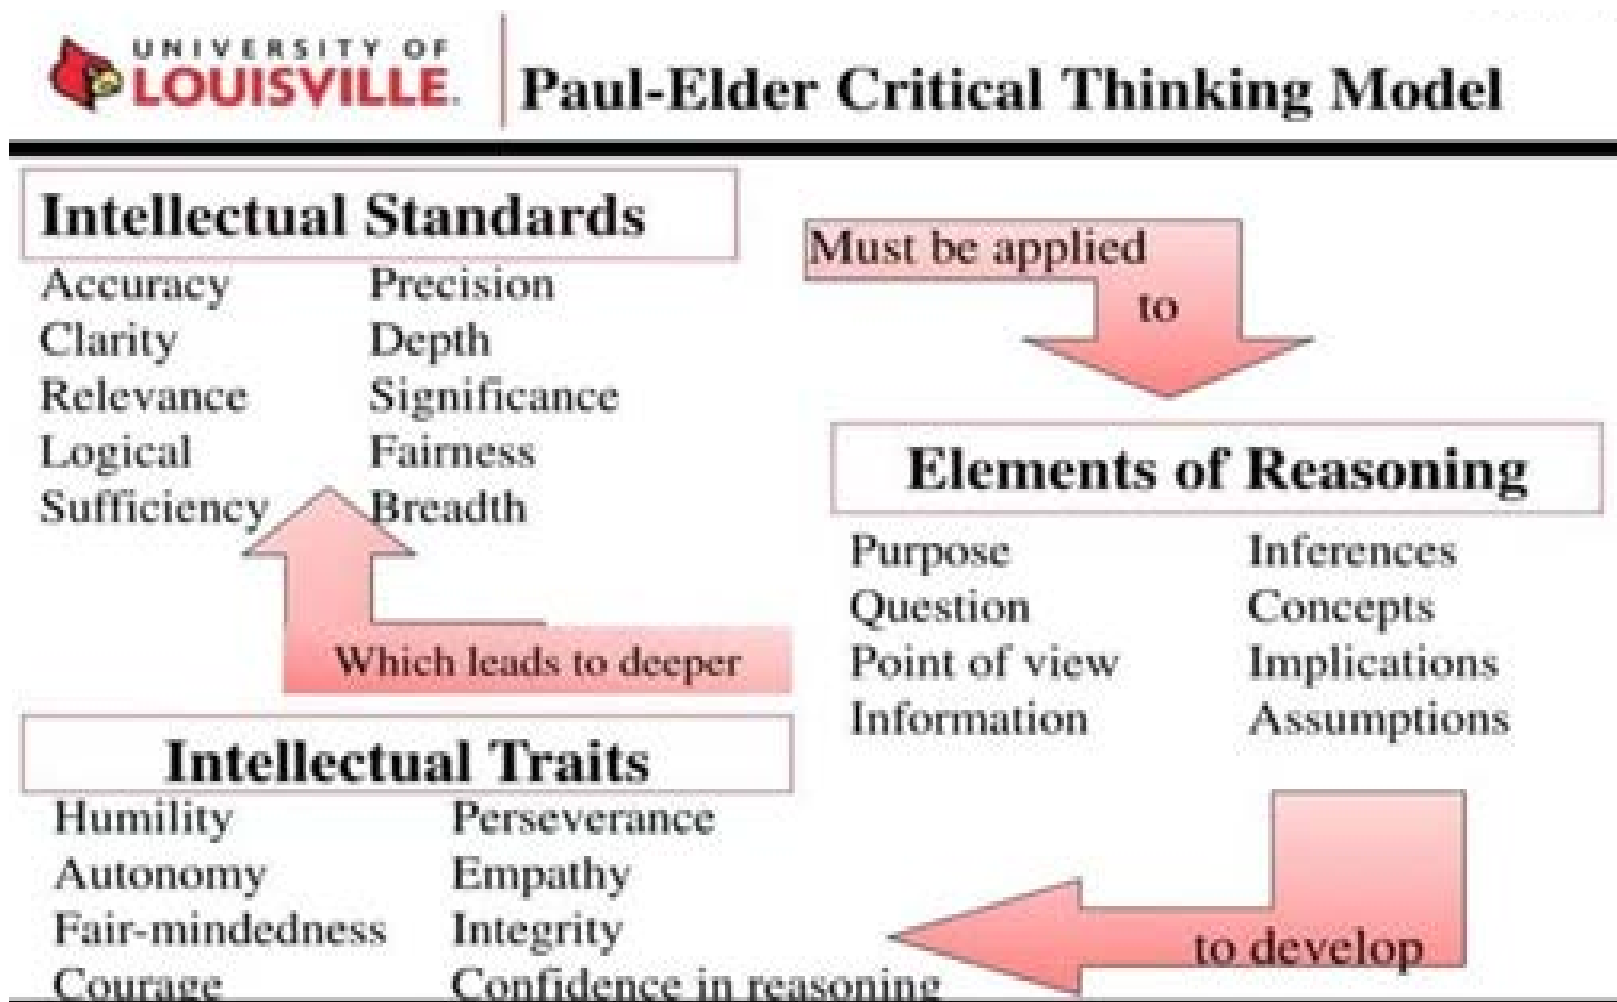 UNIVERSITY OF
LOUISVILLE.
Paul-Elder Critical Thinking Model
Intellectual Standards
Accuracy Precision
Clarity Depth
Relevance Significance
Logical Fairness
Sufficiency Breadth
Must be applied
to
Elements of Reasoning
Purpose Inferences
Question Concepts
Point of view Implications
Information Assumptions
to develop
Intellectual Traits
Humility Perseverance
Autonomy Empathy
Fair-mindedness Integrity
Courage Confidence in reasoning
Which leads to deeper